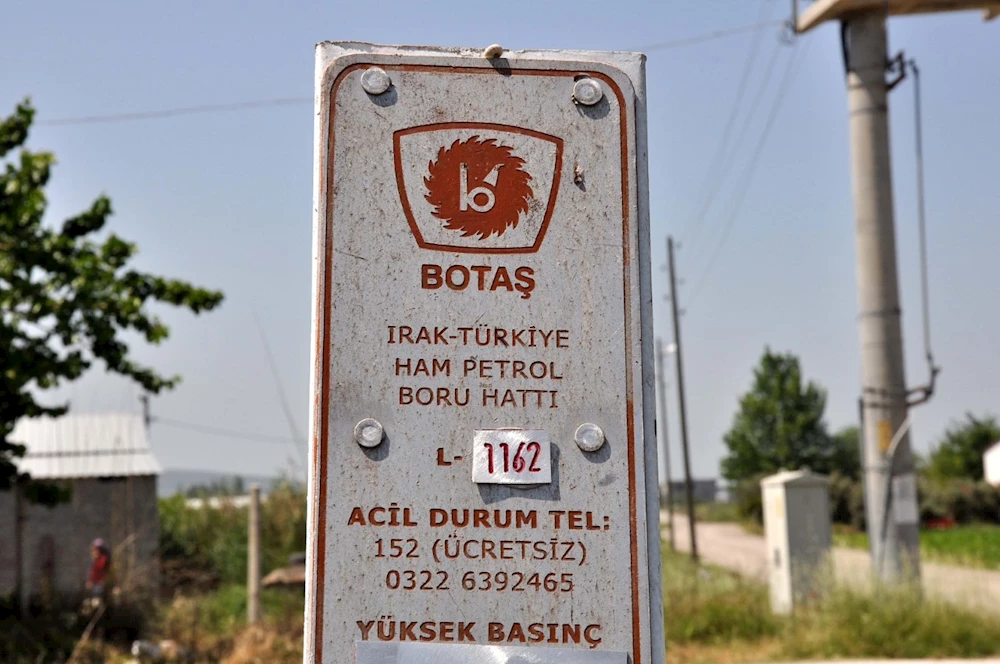 BOTAŞ
IRAK-TÜRKİYE
HAM PETROL
BORU HATTI
L- 1162
ACİL DURUM TEL:
152 (ÜCRETSİZ)
0322 6392465
YÜKSEK BASINÇ